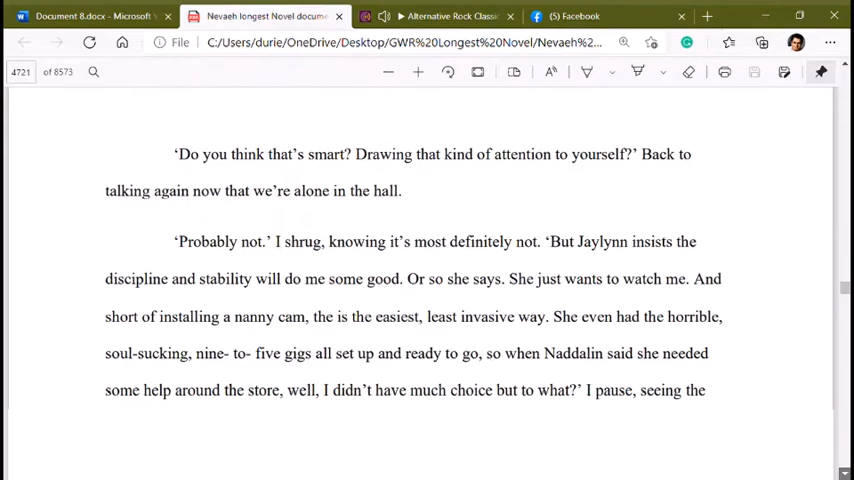 Document 8.docx
Nevaeh longest Novel docume
Alternative Rock Classic
(5) Facebook
File
C:/Users/durie/OneDrive/Desktop/GWR%20Longest%20Novel/Nevaeh%2...
4721 of 8573
‘Do you think that’s smart? Drawing that kind of attention to yourself?’ Back to
talking again now that we’re alone in the hall.
‘Probably not.’ I shrug, knowing it’s most definitely not. ‘But Jaylynn insists the
discipline and stability will do me some good. Or so she says. She just wants to watch me. And
short of installing a nanny cam, the is the easiest, least invasive way. She even had the horrible,
soul-sucking, nine- to- five gigs all set up and ready to go, so when Naddalin said she needed
some help around the store, well, I didn’t have much choice but to what?’ I pause, seeing the